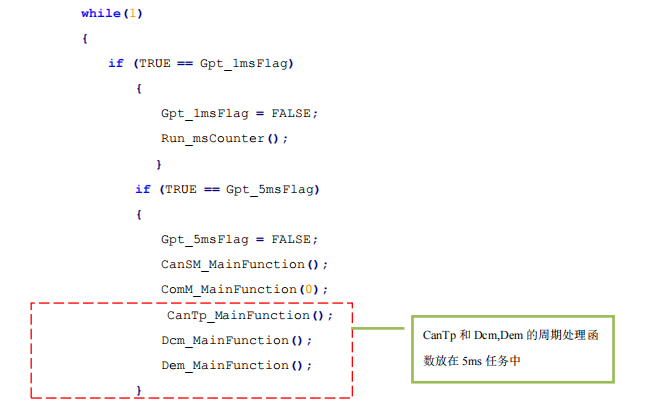 while(1)
{
if (TRUE == Gpt_1msFlag)
{
Gpt_1msFlag = FALSE;
Run_msCounter();
}
if (TRUE == Gpt_5msFlag)
{
Gpt_5msFlag = FALSE;
CanSM_MainFunction();
ComM_MainFunction(0);
CanTp_MainFunction();
Dcm_MainFunction();
Dem_MainFunction();
}
CanTp 和 Dcm,Dem 的周期处理函
数放在 5ms 任务中